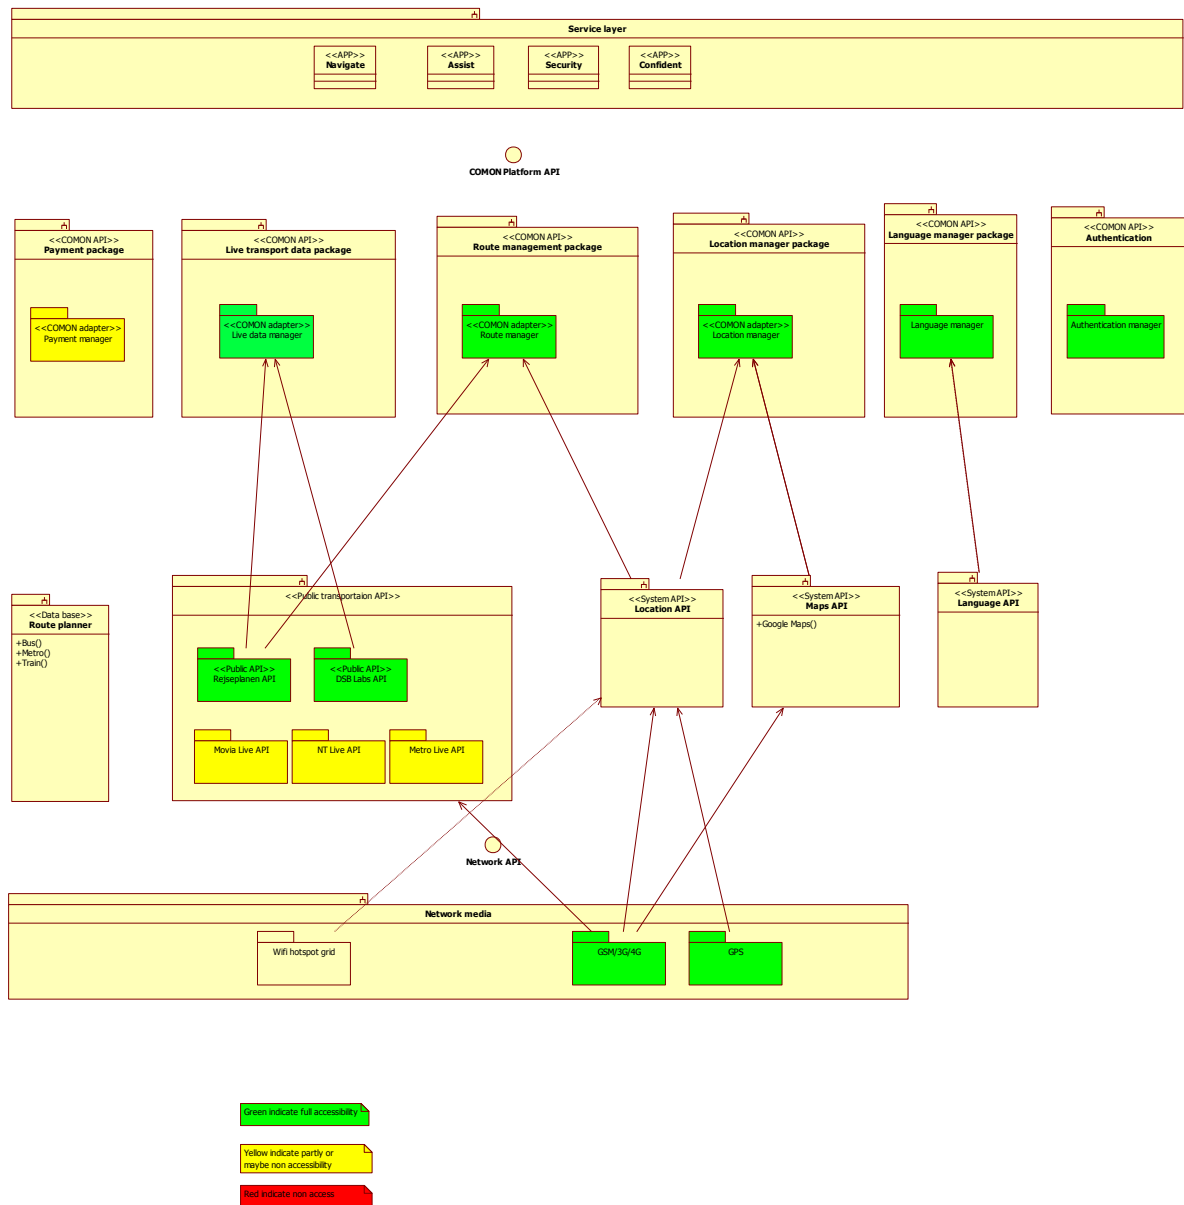 Service layer
<<APP>>
Navigate
<<APP>>
Assist
<<APP>>
Security
<<APP>>
Confident
COMON Platform API
<<COMON API>>
Payment package
<<COMON adapter>>
Payment manager
<<COMON API>>
Live transport data package
<<COMON adapter>>
Live data manager
<<COMON API>>
Route management package
<<COMON adapter>>
Route manager
<<COMON API>>
Location manager package
<<COMON adapter>>
Location manager
<<COMON API>>
Language manager package
Language manager
<<COMON API>>
Authentication
Authentication manager
<<Data base>>
Route planner
+Bus()
+Metro()
+Train()
<<Public transportaion API>>
<<Public API>>
Rejseplanen API
<<Public API>>
DSB Labs API
Movia Live API
NT Live API
Metro Live API
<<System API>>
Location API
<<System API>>
Maps API
+Google Maps()
<<System API>>
Language API
Network API
Network media
Wifi hotspot grid
GSM/3G/4G
GPS
Green indicate full accessibility
Yellow indicate partly or
maybe non accessibility
Red indicate non access